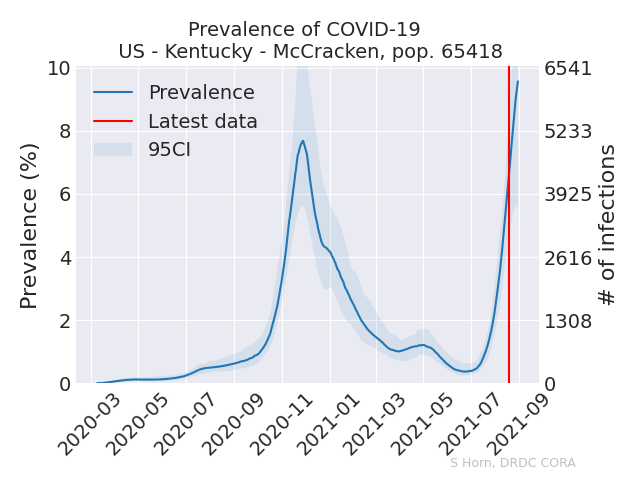 Prevalence of COVID-19
US - Kentucky - McCracken, pop. 65418
Prevalence
Latest data
95CI
Prevalence (%)
10
8
6
4
2
0
6541
5233
3925
2616
1308
0
# of infections
2020-03
2020-05
2020-07
2020-09
2020-11
2021-01
2021-03
2021-05
2021-07
2021-09
S Horn, DRDC CORA